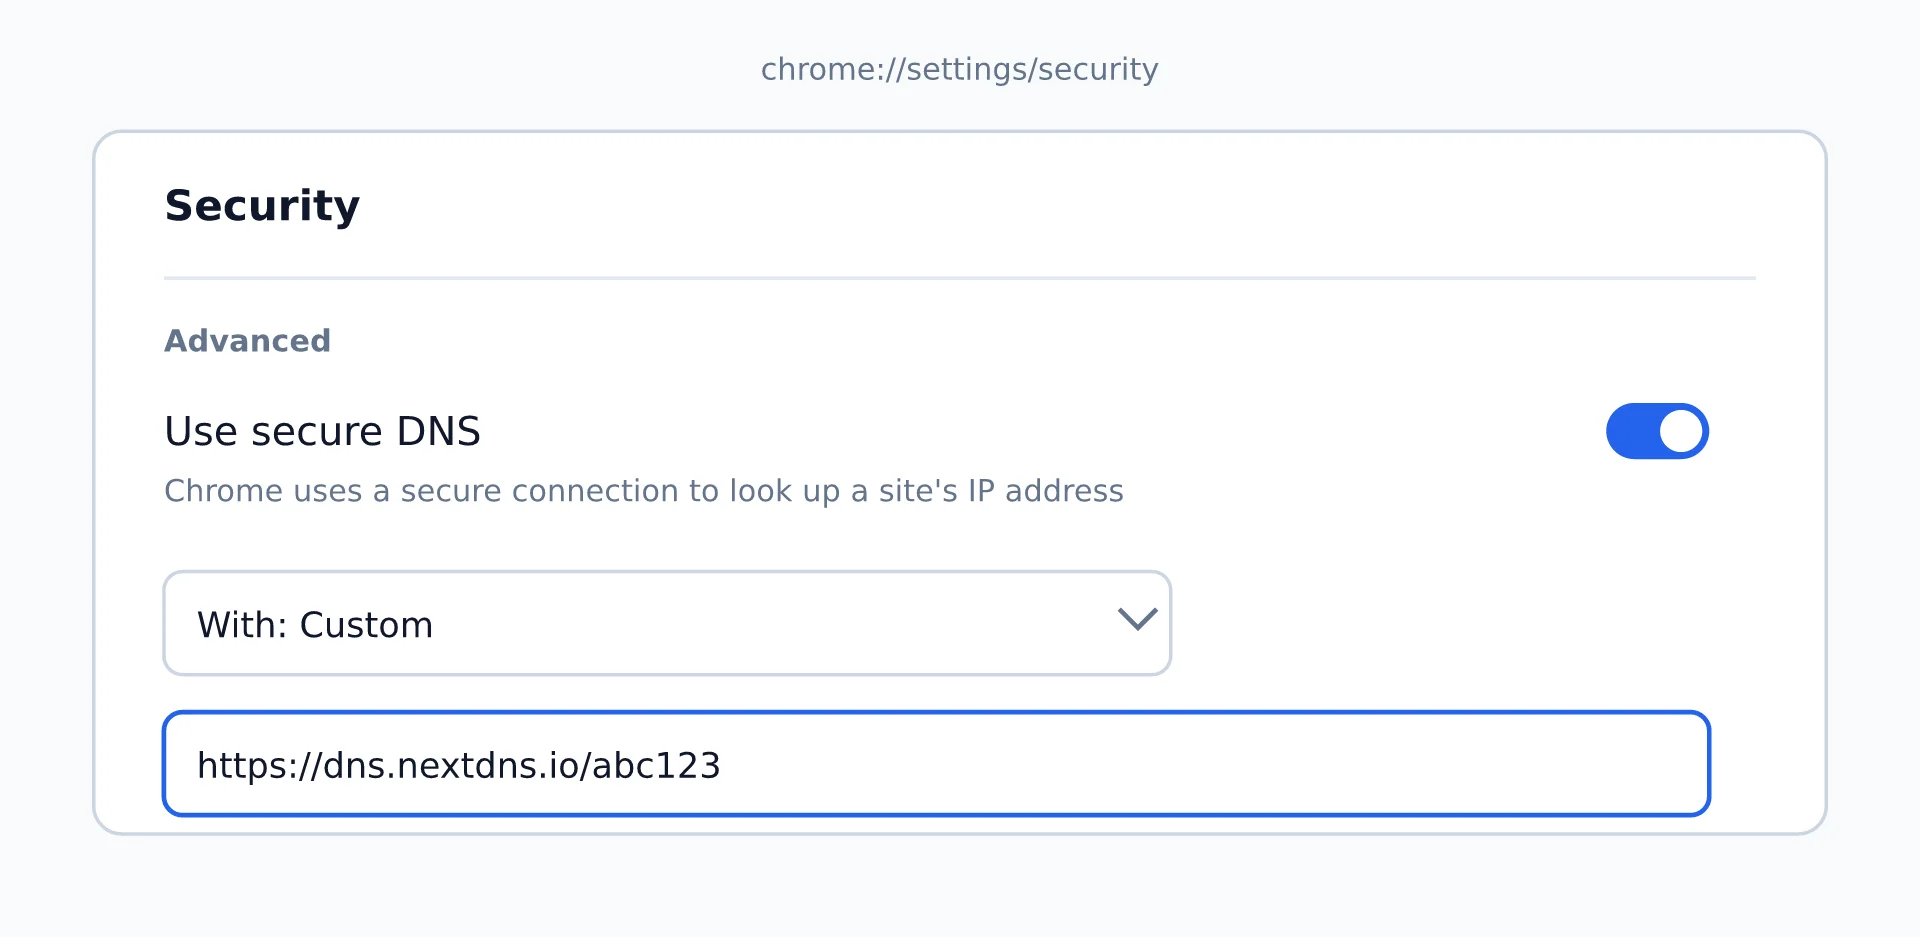 chrome://settings/security
Security
Advanced
Use secure DNS
Chrome uses a secure connection to look up a site's IP address
With: Custom
https://dns.nextdns.io/abc123